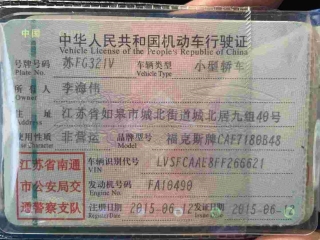 中国
中华人民共和国机动车行驶证
Vehicle License of the People's Republic of China
号牌号码 苏FG321V 车辆类型 小型轿车
Plate No. Vehicle Type
所有人 李海伟
住址 江苏省如皋市城北街道城北居九组40号
使用性质 非营运 品牌型号 福克斯牌CAF7180B48
江苏省南通
市公安局交
通警察支队
车辆识别代号 LVSFCAAE8FF266621
VIN
发动机号码 FA10490
Engine No.
注册日期 2015-06-12 发证日期 2015-06-12
Register Date Issue Date